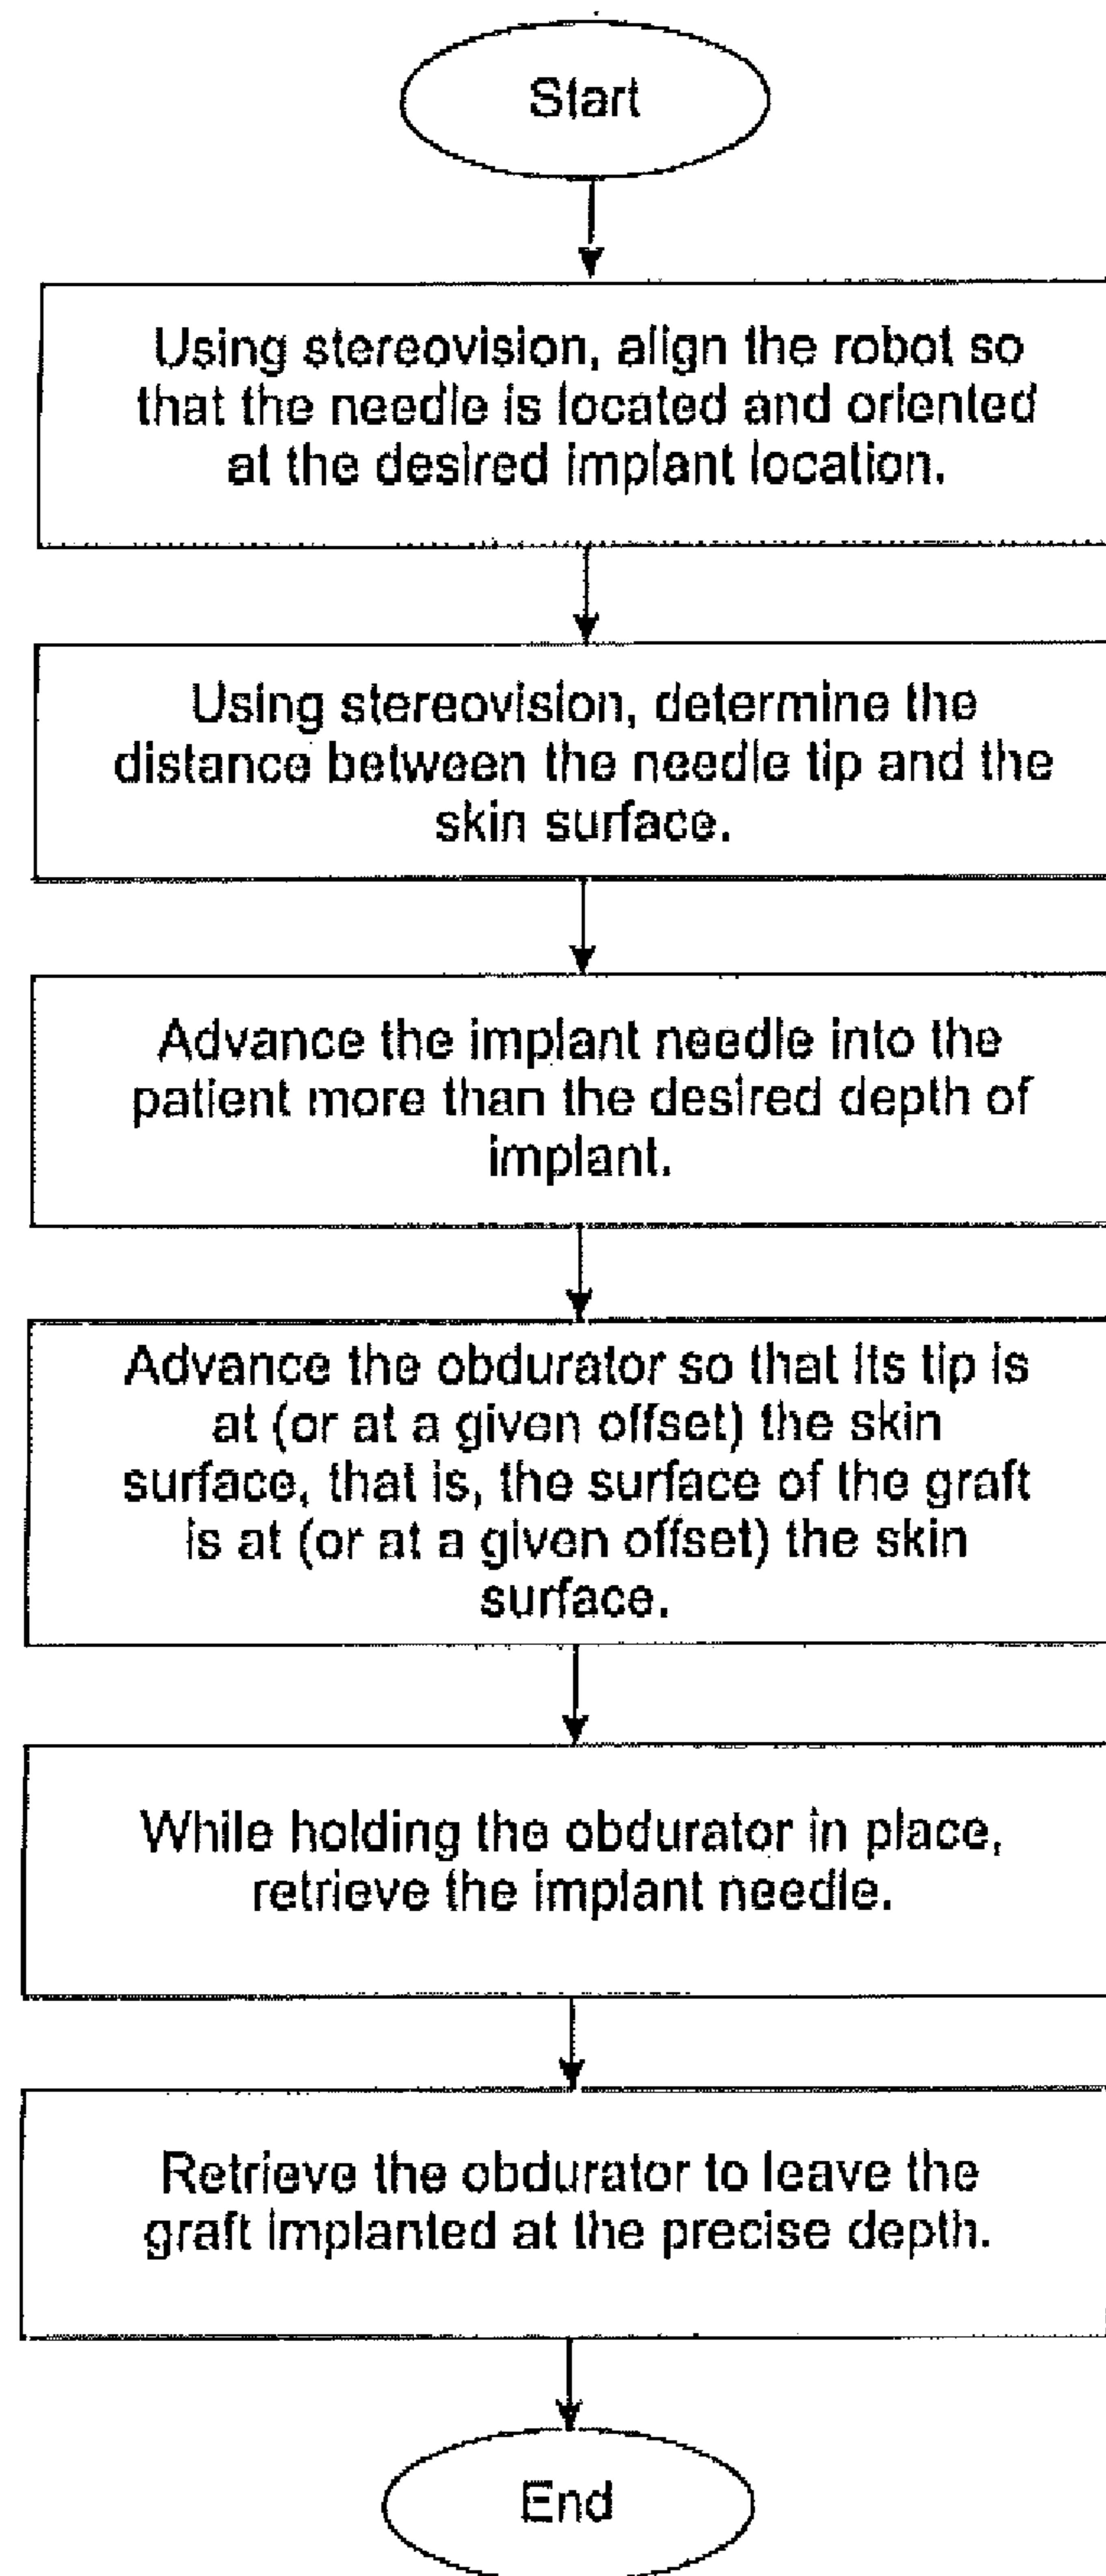 Start
Using stereovision, align the robot so
that the needle is located and oriented
at the desired implant location.
Using stereovision, determine the
distance between the needle tip and the
skin surface.
Advance the implant needle into the
patient more than the desired depth of
implant.
Advance the obdurator so that its tip is
at (or at a given offset) the skin
surface, that is, the surface of the graft
is at (or at a given offset) the skin
surface.
While holding the obdurator in place,
retrieve the implant needle.
Retrieve the obdurator to leave the
graft implanted at the precise depth.
End